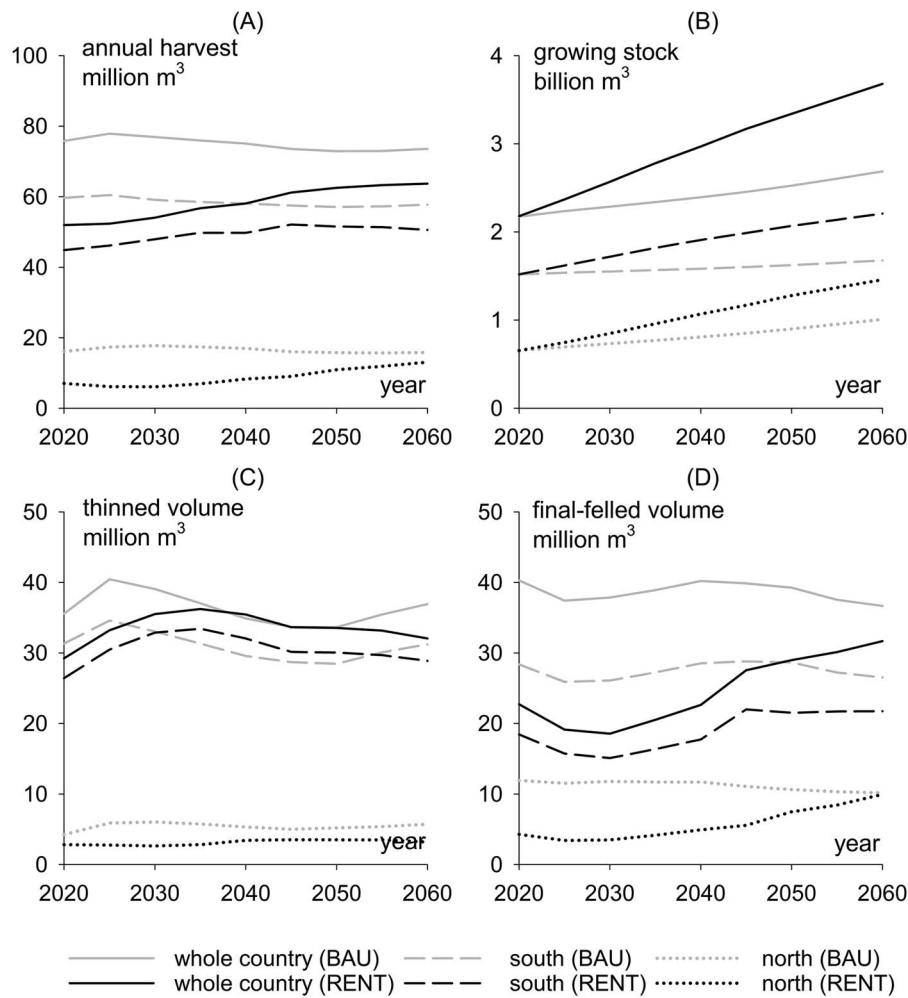 (A)
annual harvest
million m³
100
80
60
40
20
0
year
2020 2030 2040 2050 2060
(B)
growing stock
billion m³
4
3
2
1
0
year
2020 2030 2040 2050 2060
(C)
thinned volume
million m³
50
40
30
20
10
0
year
2020 2030 2040 2050 2060
(D)
final-felled volume
million m³
50
40
30
20
10
0
year
2020 2030 2040 2050 2060
whole country (BAU) south (BAU) north (BAU)
whole country (RENT) south (RENT) north (RENT)